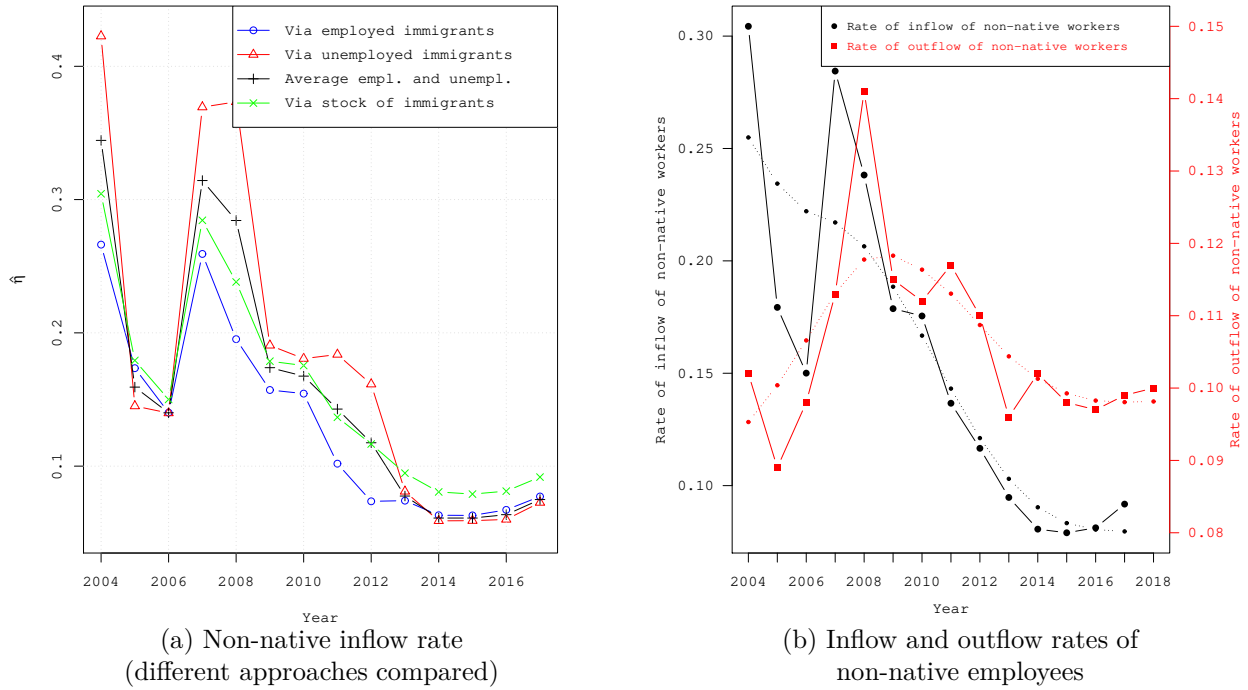 Via employed immigrants
Via unemployed immigrants
Average empl. and unempl.
Via stock of immigrants
0.4
0.3
0.2
0.1
η̂
2004 2006 2008 2010 2012 2014 2016
Year
(a) Non-native inflow rate
(different approaches compared)
Rate of inflow of non-native workers
Rate of outflow of non-native workers
0.30
0.25
0.20
0.15
0.10
Rate of inflow of non-native workers
0.15
0.14
0.13
0.12
0.11
0.10
0.09
0.08
Rate of outflow of non-native workers
2004 2006 2008 2010 2012 2014 2016 2018
Year
(b) Inflow and outflow rates of
non-native employees